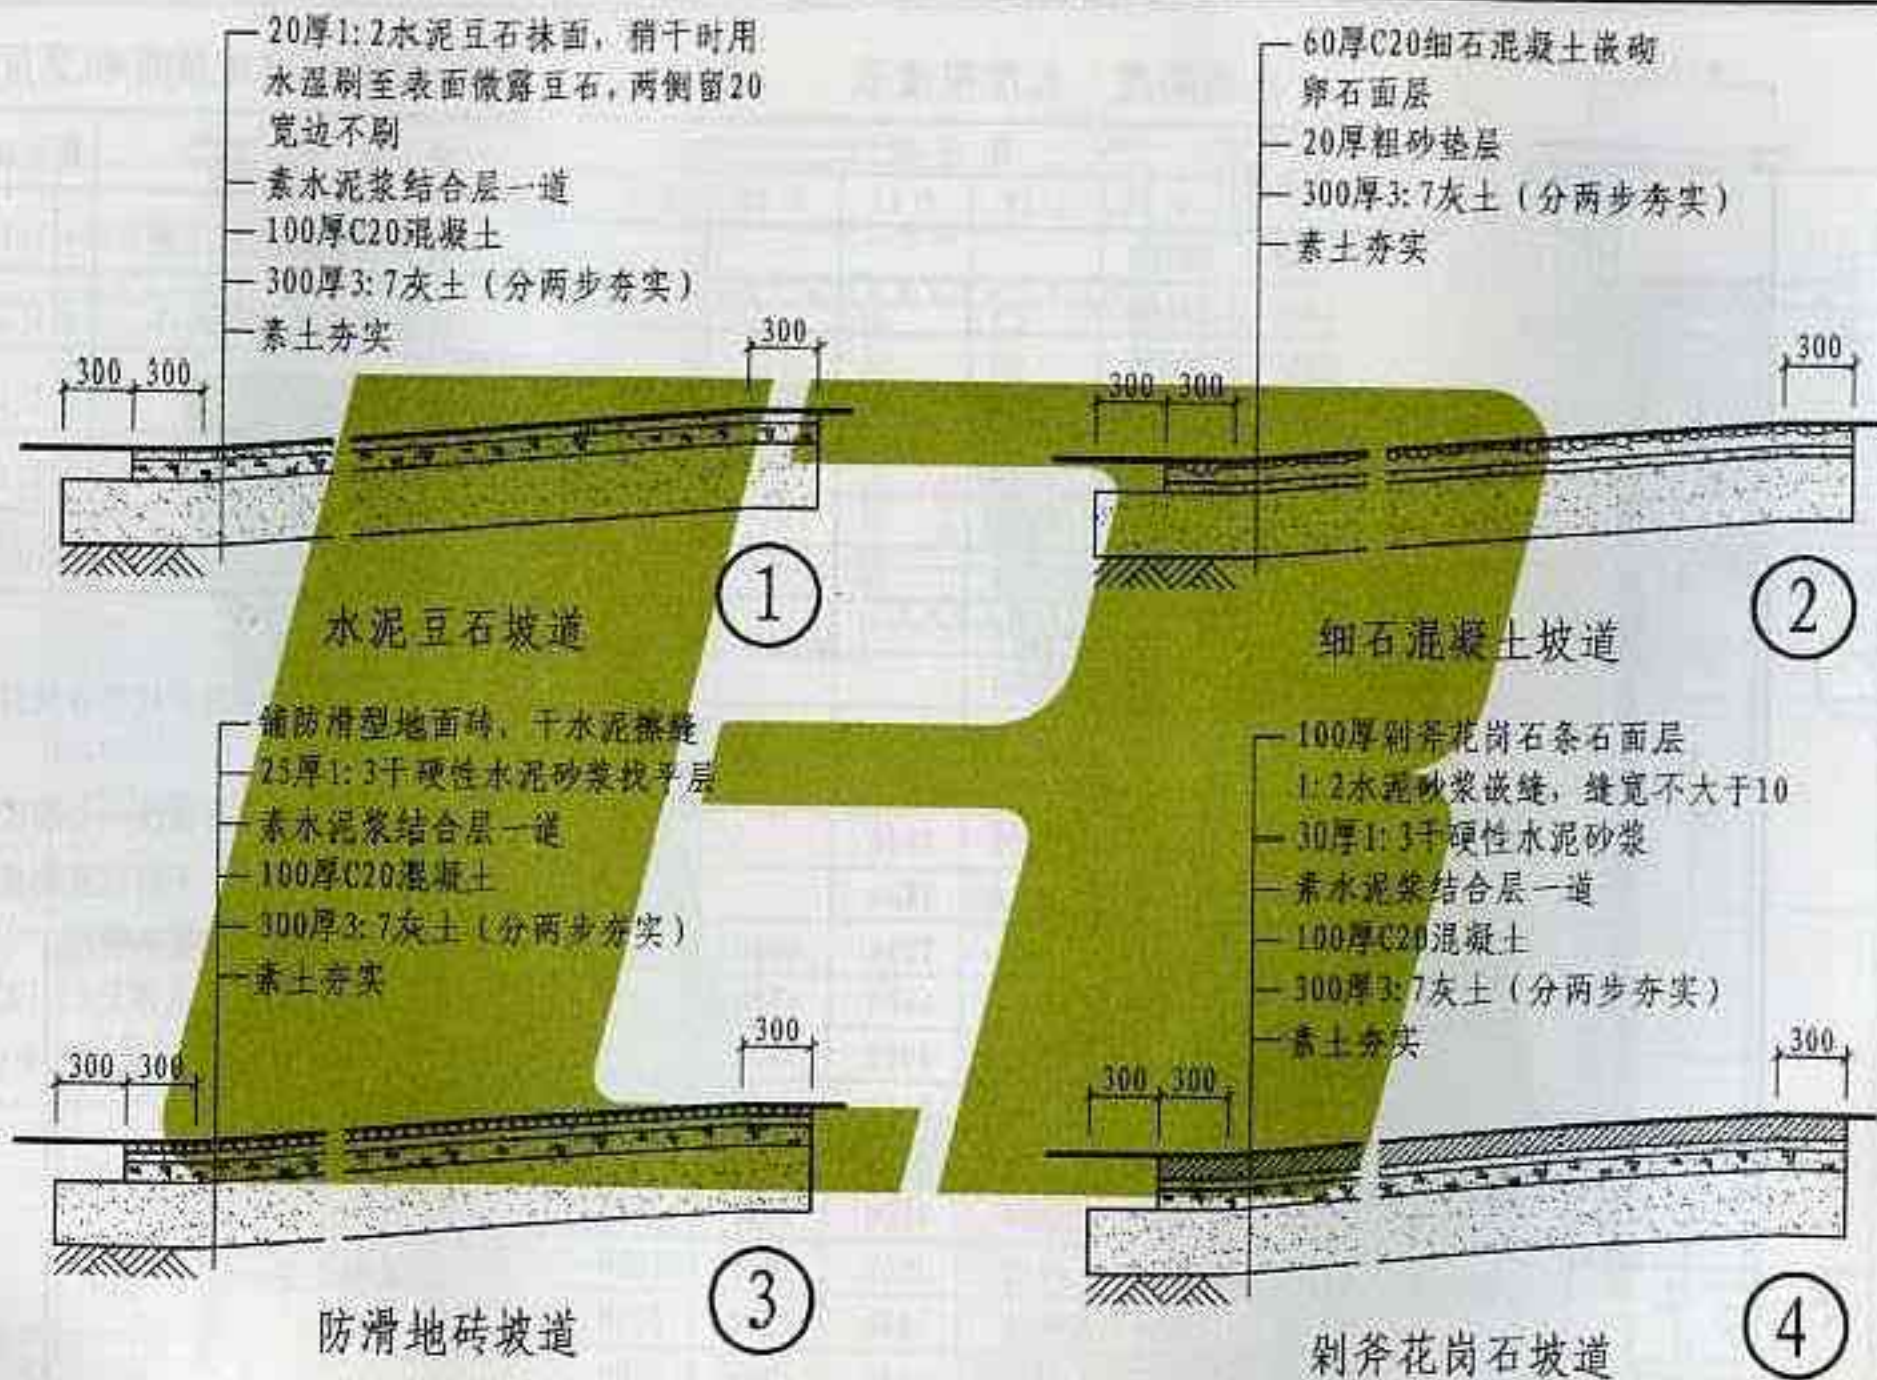 20厚1:2水泥豆石抹面，稍干时用
水湿刷至表面微露豆石，两侧留20
宽边不刷
素水泥浆结合层一道
100厚C20混凝土
300厚3:7灰土（分两步夯实）
素土夯实
300 300
300
水泥豆石坡道
1
60厚C20细石混凝土嵌砌
卵石面层
20厚粗砂垫层
300厚3:7灰土（分两步夯实）
素土夯实
300 300
300
细石混凝土坡道
2
铺防滑型地面砖，干水泥擦缝
25厚1:3干硬性水泥砂浆找平层
素水泥浆结合层一道
100厚C20混凝土
300厚3:7灰土（分两步夯实）
素土夯实
300 300
300
防滑地砖坡道
3
100厚剁斧花岗石条石面层
1:2水泥砂浆嵌缝，缝宽不大于10
30厚1:3干硬性水泥砂浆
素水泥浆结合层一道
100厚C20混凝土
300厚3:7灰土（分两步夯实）
素土夯实
300 300
300
剁斧花岗石坡道
4